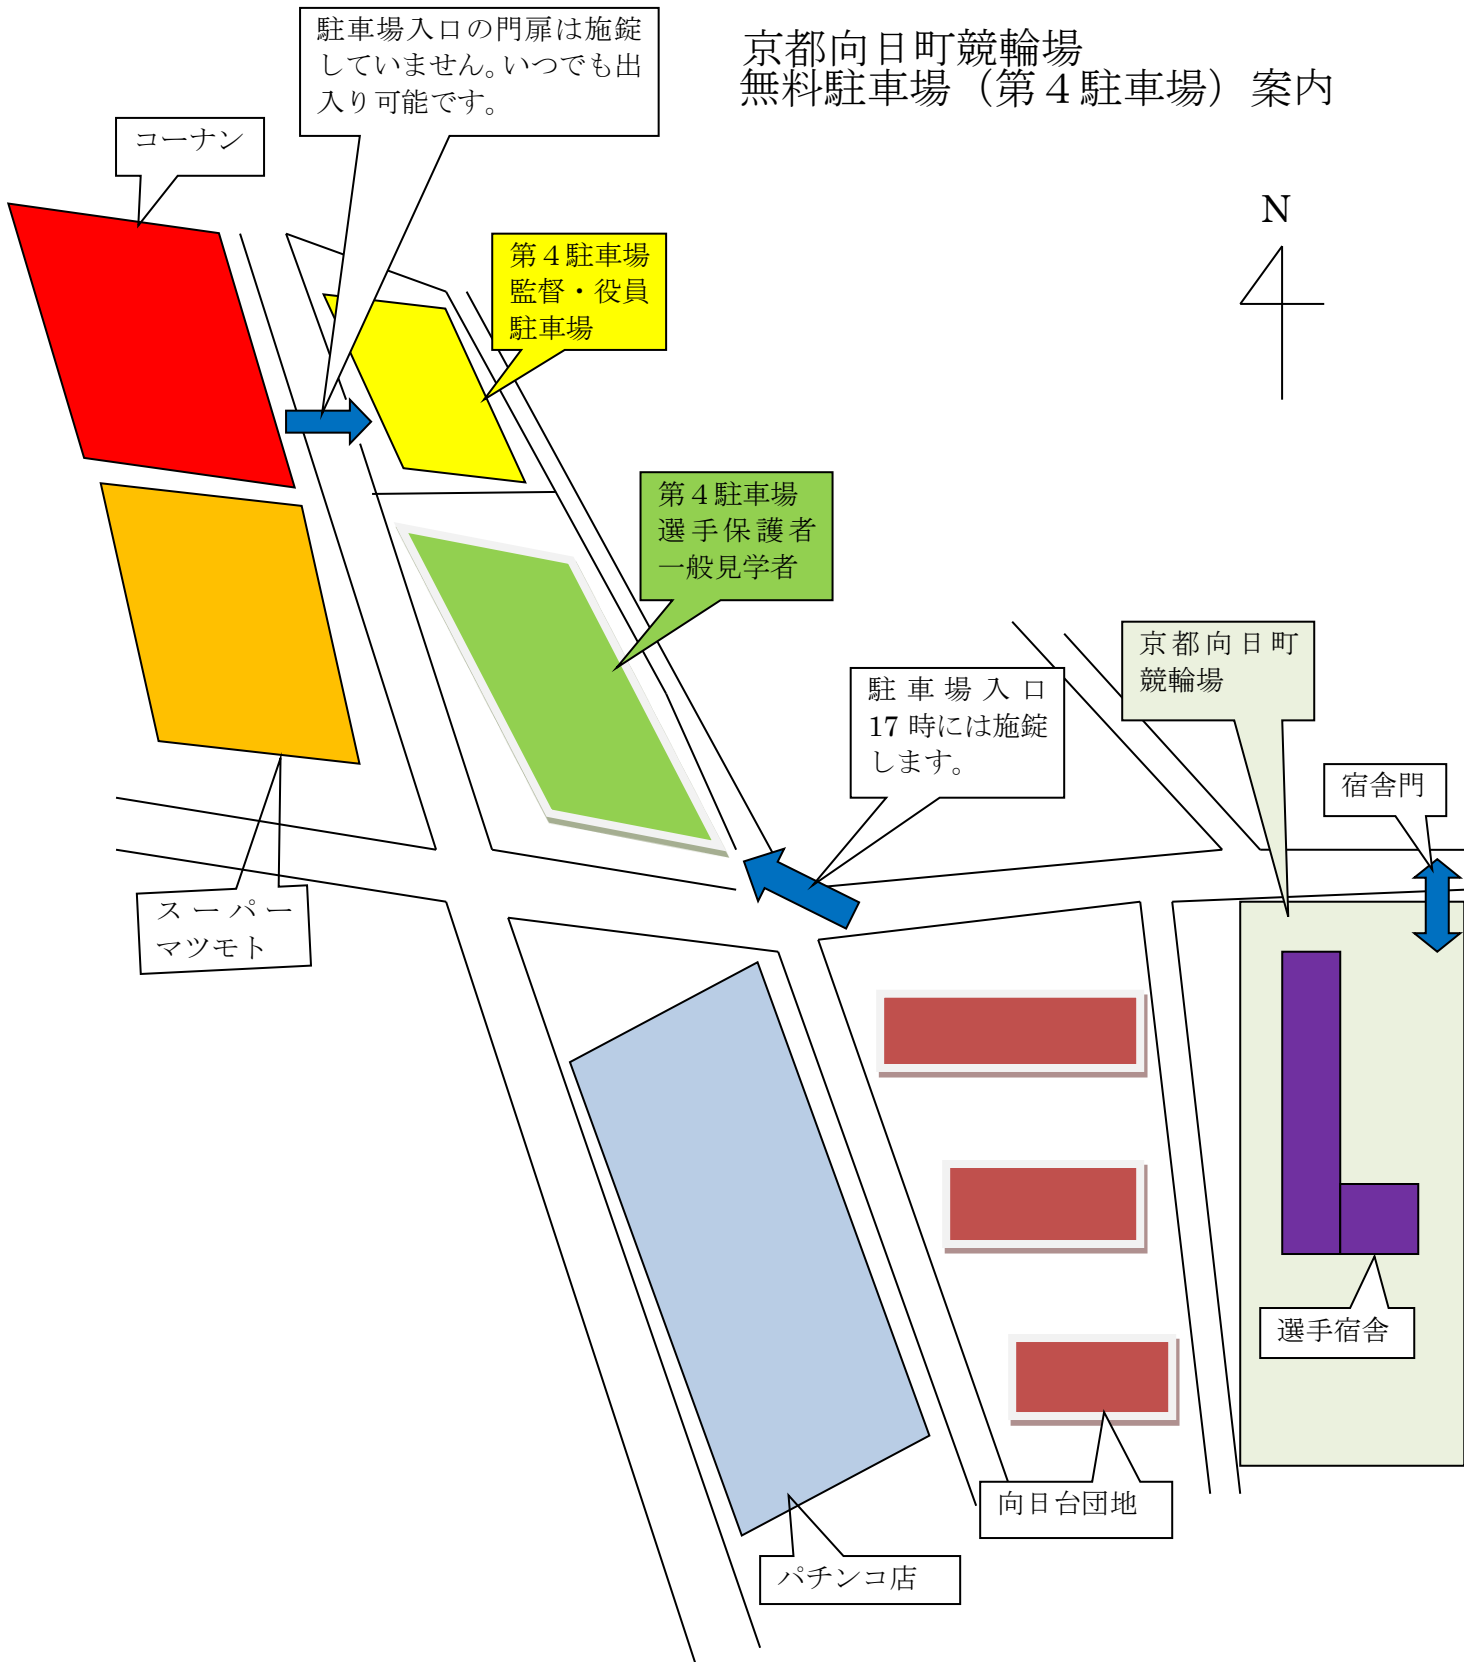 京都向日町競輪場
無料駐車場（第４駐車場）案内
駐車場入口の門扉は施錠
していません。いつでも出
入り可能です。
コーナン
N
第４駐車場
監督・役員
駐車場
第４駐車場
選手保護者
一般見学者
京都向日町
競輪場
駐車場入口
17 時には施錠
します。
宿舎門
スーパー
マツモト
選手宿舎
向日台団地
パチンコ店